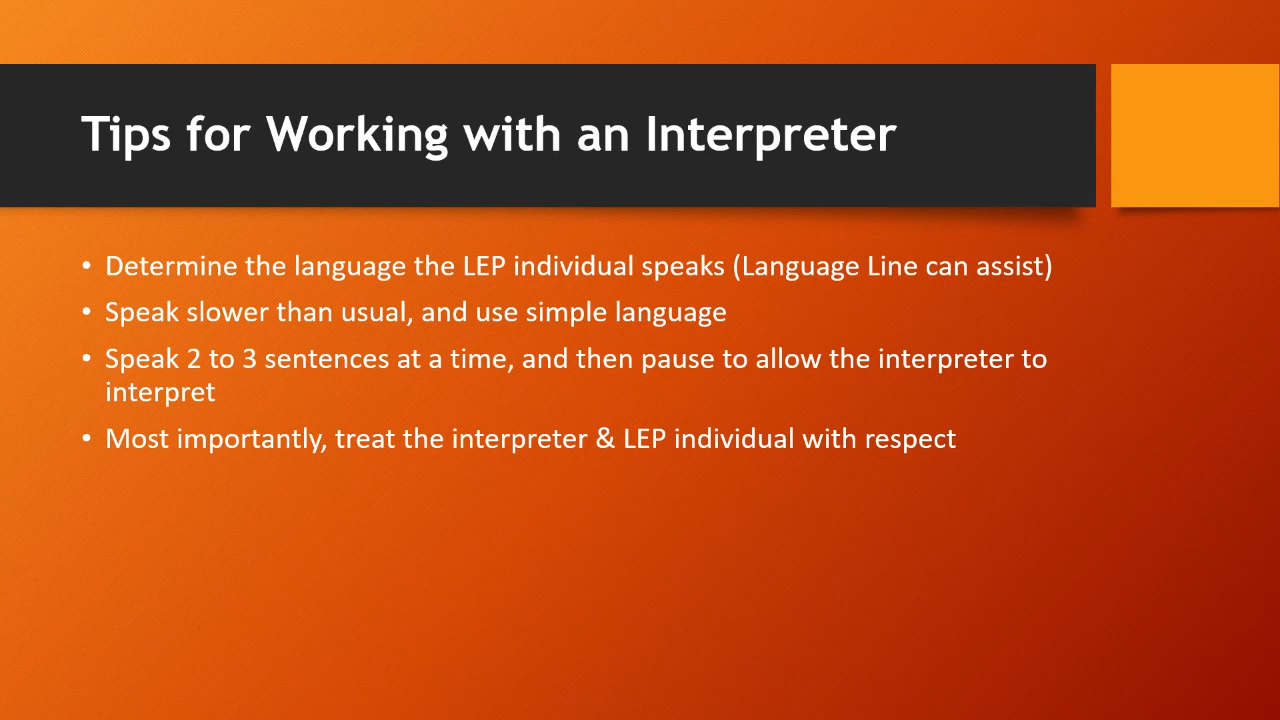 Tips for Working with an Interpreter
• Determine the language the LEP individual speaks (Language Line can assist)
• Speak slower than usual, and use simple language
• Speak 2 to 3 sentences at a time, and then pause to allow the interpreter to
interpret
• Most importantly, treat the interpreter & LEP individual with respect